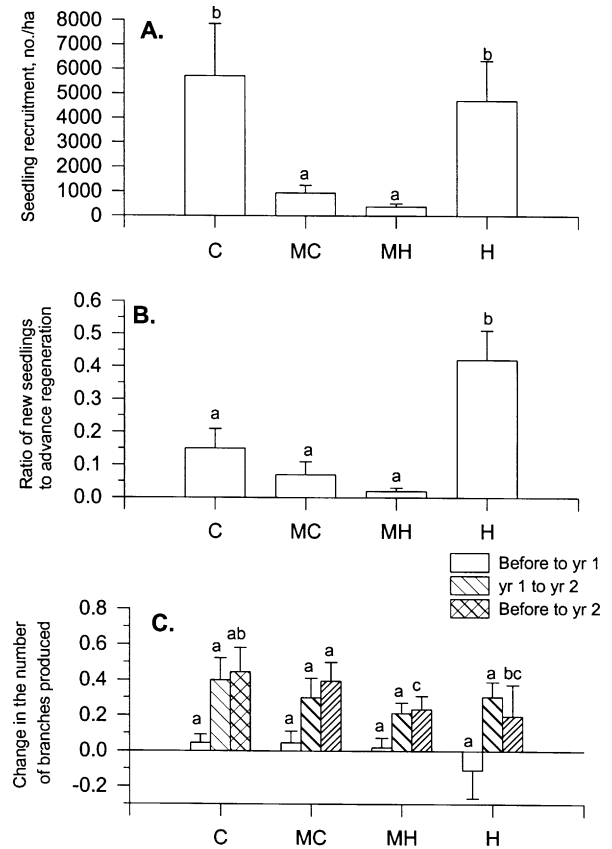 A.
Seedling recruitment, no./ha
8000
7000
6000
5000
4000
3000
2000
1000
0
b
a
a
b
C MC MH H
B.
Ratio of new seedlings
to advance regeneration
0.6
0.5
0.4
0.3
0.2
0.1
0.0
a
a
a
b
C MC MH H
Before to yr 1
yr 1 to yr 2
Before to yr 2
C.
Change in the number
of branches produced
0.8
0.6
0.4
0.2
0.0
-0.2
a a ab
a a a
a a c
a a bc
C MC MH H